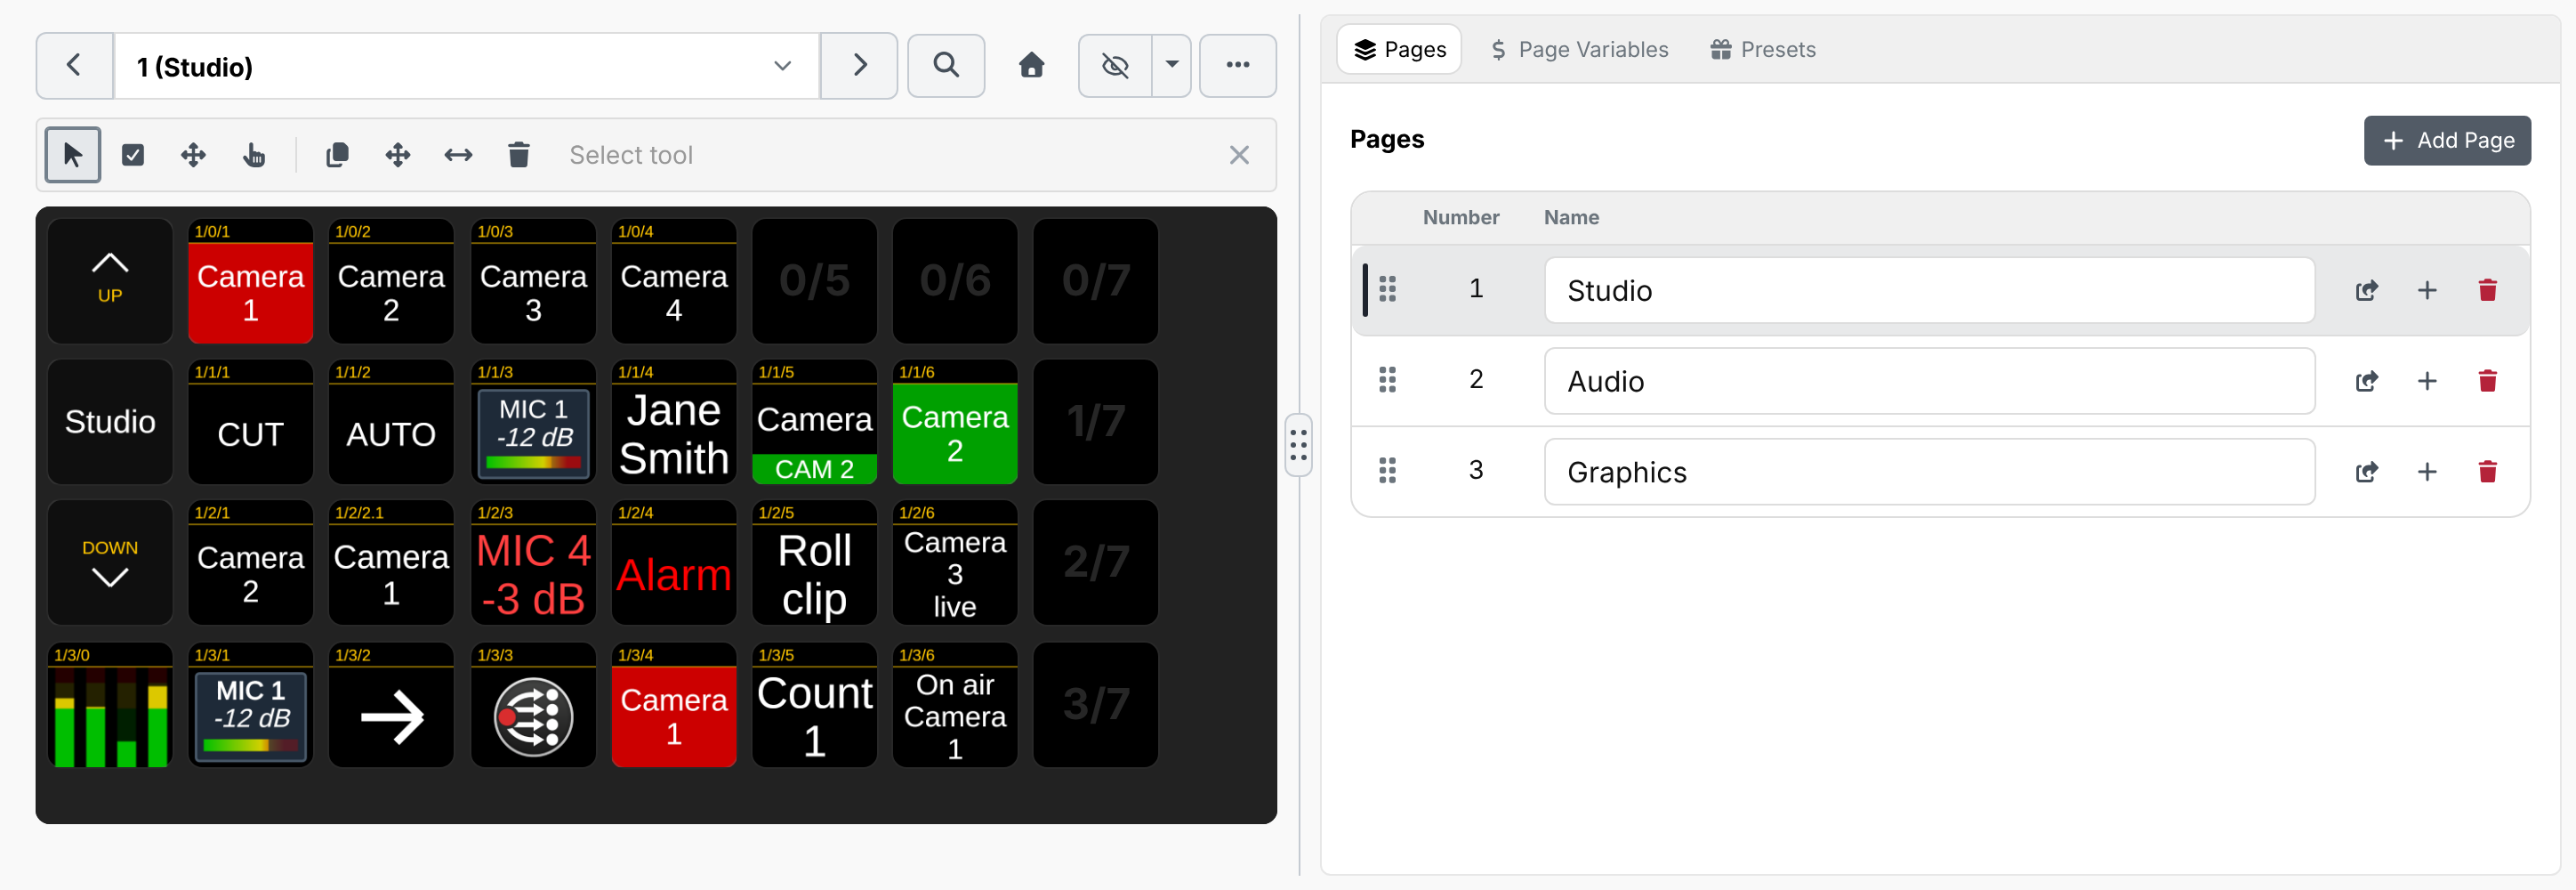 1 (Studio)
Select tool
UP
1/0/1
Camera
1
1/0/2
Camera
2
1/0/3
Camera
3
1/0/4
Camera
4
0/5
0/6
0/7
Studio
1/1/1
CUT
1/1/2
AUTO
1/1/3
MIC 1
-12 dB
1/1/4
Jane
Smith
1/1/5
Camera
CAM 2
1/1/6
Camera
2
1/7
DOWN
1/2/1
Camera
2
1/2/2.1
Camera
1
1/2/3
MIC 4
-3 dB
1/2/4
Alarm
1/2/5
Roll
clip
1/2/6
Camera
3
live
2/7
1/3/0
1/3/1
MIC 1
-12 dB
1/3/2
1/3/3
1/3/4
Camera
1
1/3/5
Count
1
1/3/6
On air
Camera
1
3/7
Pages
Page Variables
Presets
Pages
Add Page
Number Name
1 Studio
2 Audio
3 Graphics